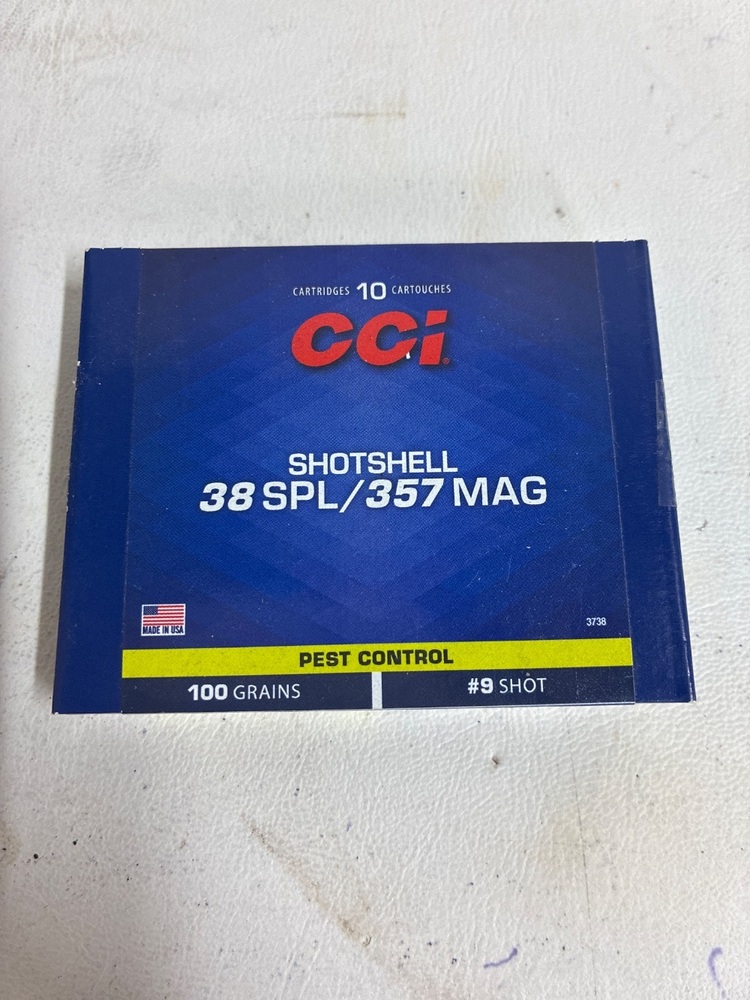 CARTRIDGES 10 CARTOUCHES
CCi®
SHOTSHELL
38 SPL/357 MAG
MADE IN USA
3738
PEST CONTROL
100 GRAINS
#9 SHOT